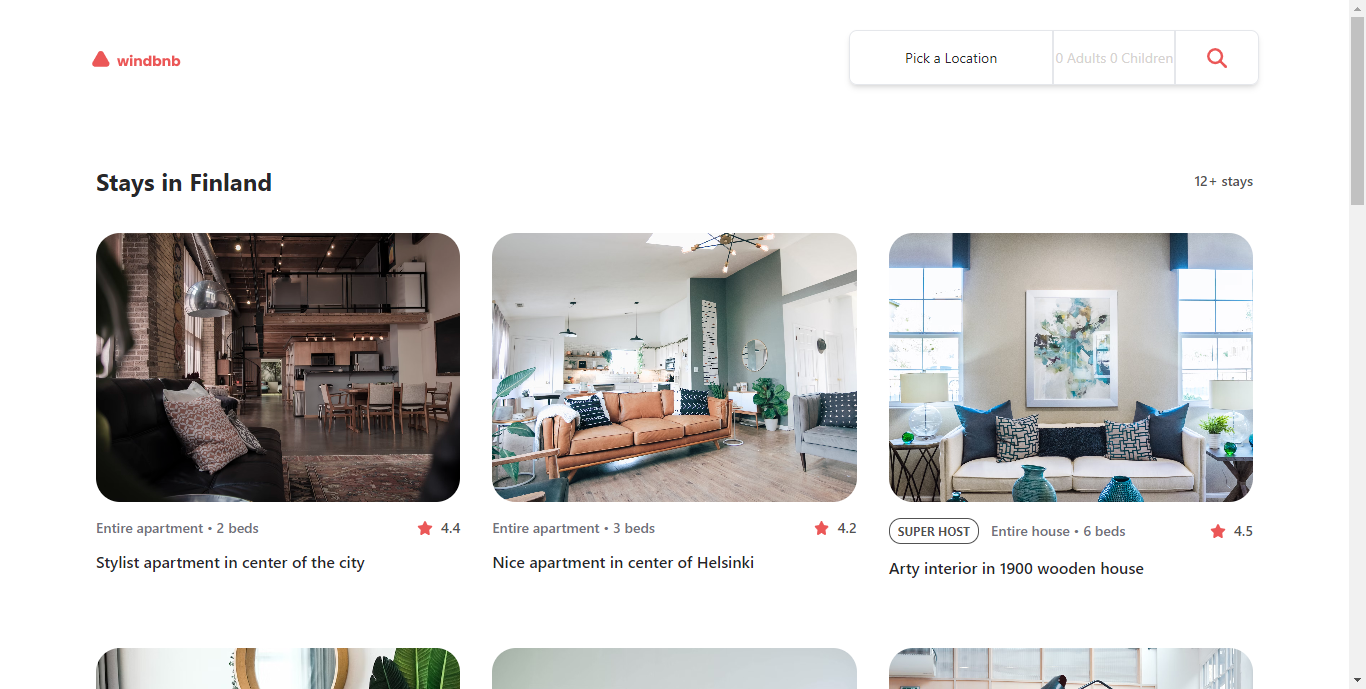 windbnb
Pick a Location
0 Adults 0 Children
Stays in Finland
12+ stays
Entire apartment • 2 beds
4.4
Stylist apartment in center of the city
Entire apartment • 3 beds
4.2
Nice apartment in center of Helsinki
SUPER HOST
Entire house • 6 beds
4.5
Arty interior in 1900 wooden house